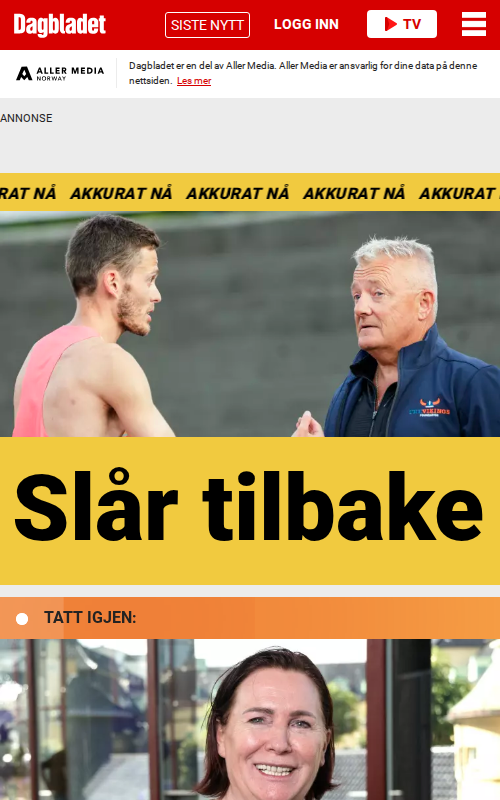 Dagbladet
SISTE NYTT
LOGG INN
TV
ALLER MEDIA
NORWAY
Dagbladet er en del av Aller Media. Aller Media er ansvarlig for dine data på denne
nettsiden. Les mer
ANNONSE
RAT NÅ AKKURAT NÅ AKKURAT NÅ AKKURAT NÅ AKKURAT
VIKINGS
Slår tilbake
TATT IGJEN: